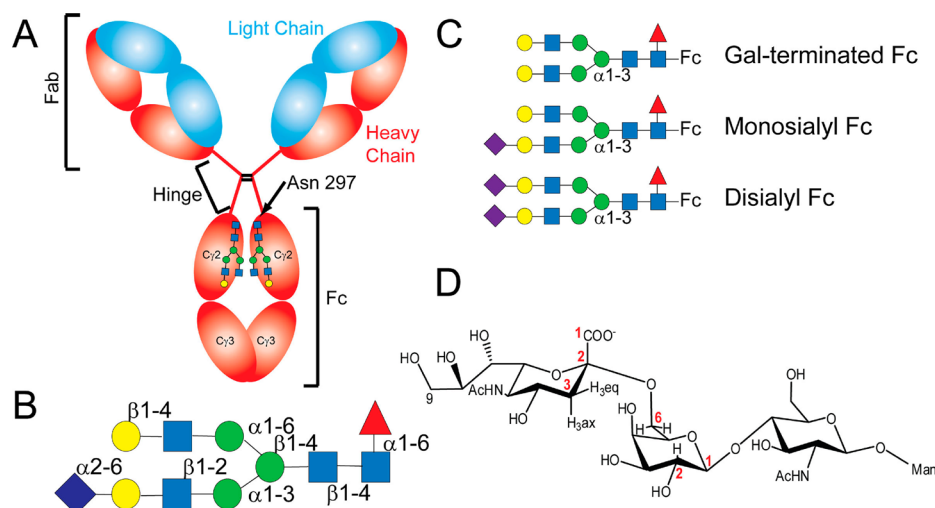 A
Light Chain
Fab
Heavy
Chain
Hinge
Asn 297
Cγ2
Cγ2
Fc
Cγ3
Cγ3
B
β1-4
α1-6
β1-4
α1-6
α2-6
β1-2
α1-3
β1-4
C
Fc
Gal-terminated Fc
α1-3
Fc
Monosialyl Fc
α1-3
Fc
Disialyl Fc
α1-3
D
1
COO⁻
HO
HO
HO
O
2
OH
9
AcHN
3
H3eq
O
HO
H3ax
6
HO
H
H
O
H
1
O
HO
2
HO
HO
O
AcHN
O
Man